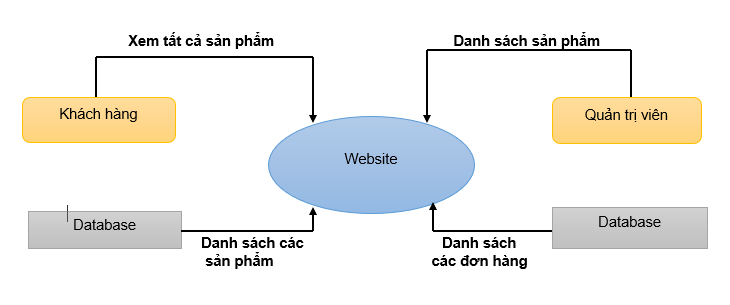 Xem tất cả sản phẩm
Danh sách sản phẩm
Khách hàng
Quản trị viên
Website
Database
Database
Danh sách các
sản phẩm
Danh sách
các đơn hàng